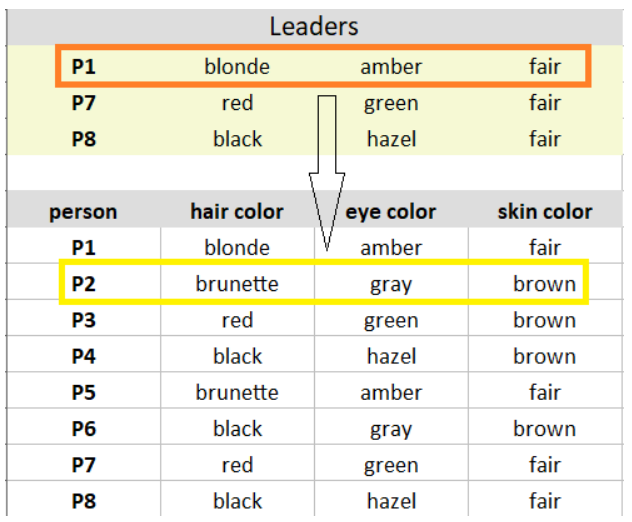 Leaders
P1 blonde amber fair
P7 red green fair
P8 black hazel fair
person hair color eye color skin color
P1 blonde amber fair
P2 brunette gray brown
P3 red green brown
P4 black hazel brown
P5 brunette amber fair
P6 black gray brown
P7 red green fair
P8 black hazel fair